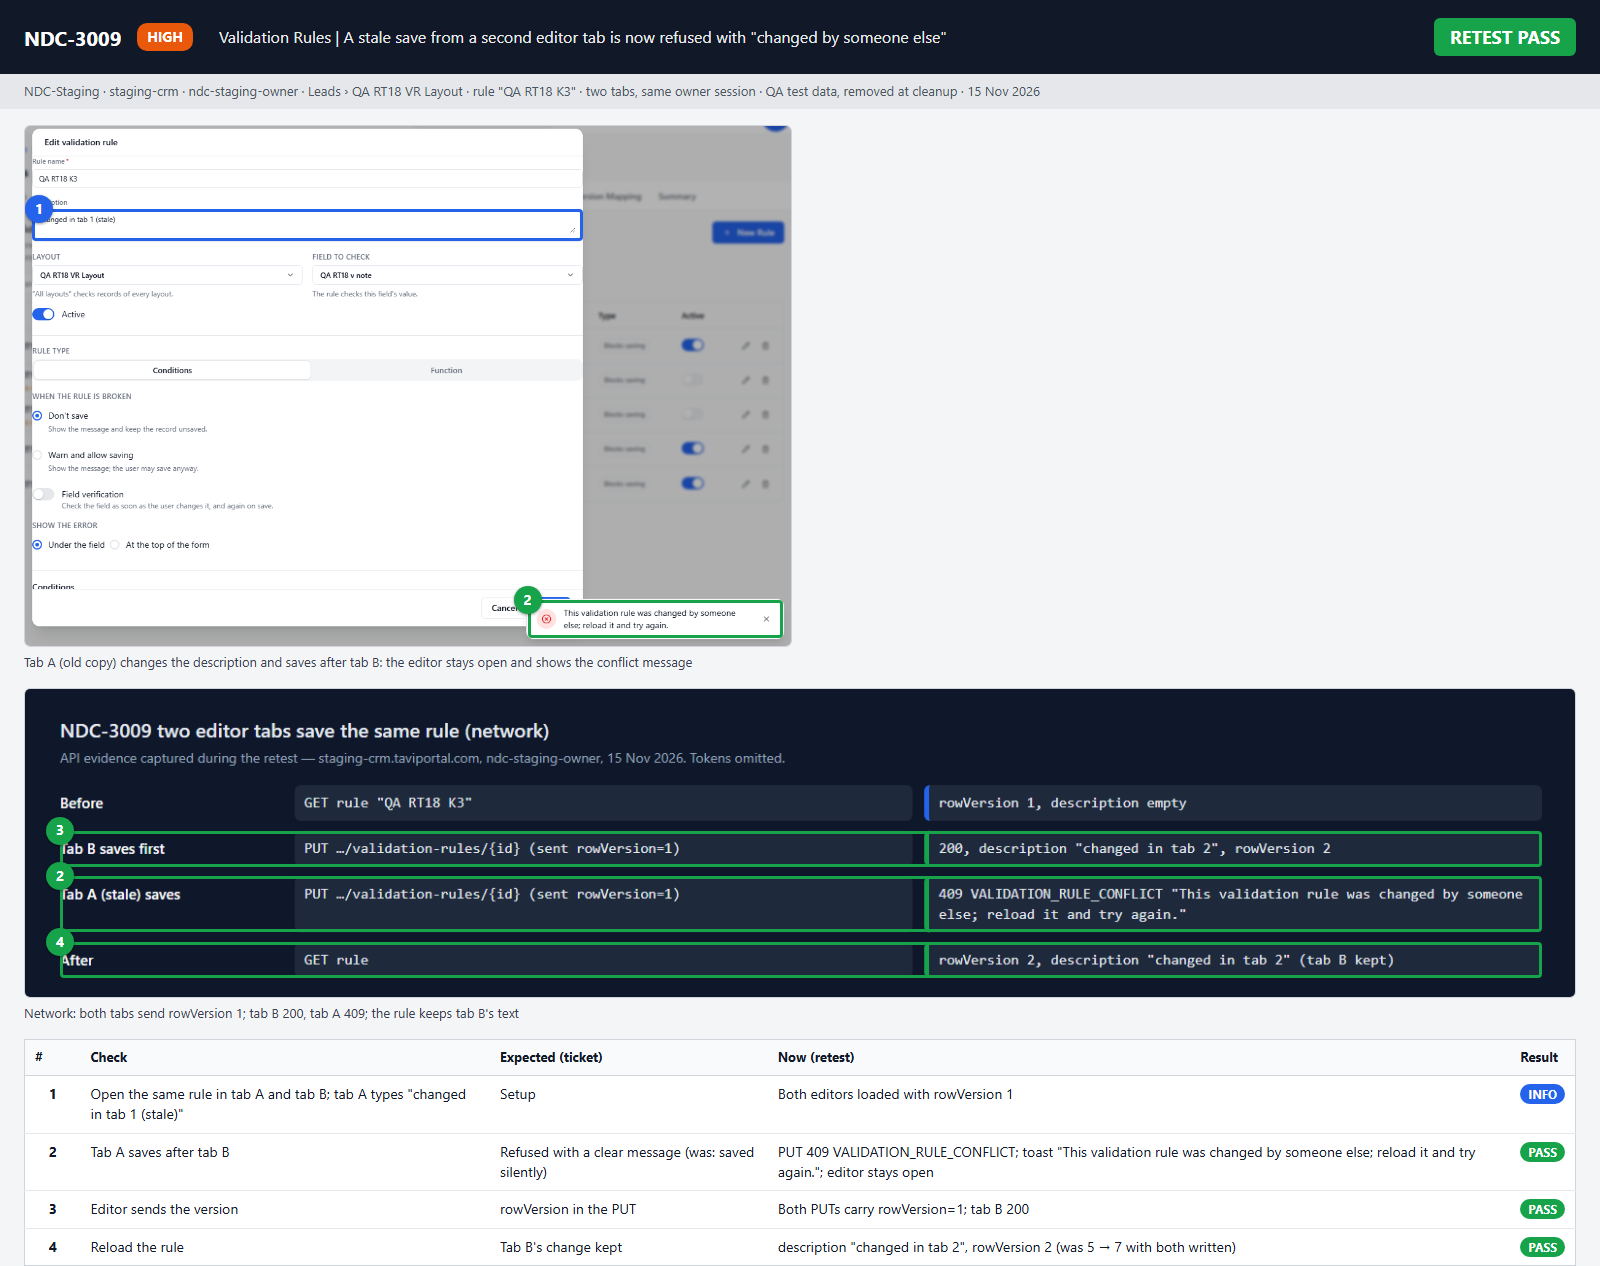 NDC-3009 HIGH Validation Rules | A stale save from a second editor tab is now refused with "changed by someone else" RETEST PASS
NDC-Staging · staging-crm · ndc-staging-owner · Leads › QA RT18 VR Layout · rule "QA RT18 K3" · two tabs, same owner session · QA test data, removed at cleanup · 15 Nov 2026
Edit validation rule
Rule name *
QA RT18 K3
1
changed in tab 1 (stale)
LAYOUT FIELD TO CHECK
QA RT18 VR Layout QA RT18 v note
"All layouts" checks records of every layout. The rule checks this field's value.
Active
RULE TYPE
Conditions Function
WHEN THE RULE IS BROKEN
Don't save
Show the message and keep the record unsaved.
Warn and allow saving
Show the message; the user may save anyway.
Field verification
Check the field as soon as the user changes it, and again on save.
SHOW THE ERROR
Under the field At the top of the form
Conditions
Cancel
Mapping Summary
+ New Rule
Type Active
Blocks saving
Blocks saving
Blocks saving
Blocks saving
Blocks saving
2
This validation rule was changed by someone
else; reload it and try again.
Tab A (old copy) changes the description and saves after tab B: the editor stays open and shows the conflict message
NDC-3009 two editor tabs save the same rule (network)
API evidence captured during the retest — staging-crm.taviportal.com, ndc-staging-owner, 15 Nov 2026. Tokens omitted.
Before GET rule "QA RT18 K3" rowVersion 1, description empty
3
Tab B saves first PUT …/validation-rules/{id} (sent rowVersion=1) 200, description "changed in tab 2", rowVersion 2
2
Tab A (stale) saves PUT …/validation-rules/{id} (sent rowVersion=1) 409 VALIDATION_RULE_CONFLICT "This validation rule was changed by someone
else; reload it and try again."
4
After GET rule rowVersion 2, description "changed in tab 2" (tab B kept)
Network: both tabs send rowVersion 1; tab B 200, tab A 409; the rule keeps tab B's text
# Check Expected (ticket) Now (retest) Result
1 Open the same rule in tab A and tab B; tab A types "changed Setup Both editors loaded with rowVersion 1 INFO
in tab 1 (stale)"
2 Tab A saves after tab B Refused with a clear message (was: saved PUT 409 VALIDATION_RULE_CONFLICT; toast "This validation rule was changed by someone else; reload it and try PASS
silently) again."; editor stays open
3 Editor sends the version rowVersion in the PUT Both PUTs carry rowVersion=1; tab B 200 PASS
4 Reload the rule Tab B's change kept description "changed in tab 2", rowVersion 2 (was 5 → 7 with both written) PASS